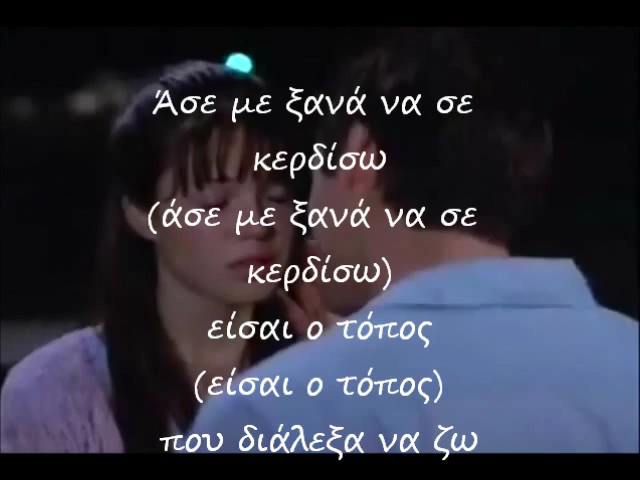 Άσε με ξανά να σε
κερδίσω
(άσε με ξανά να σε
κερδίσω)
είσαι ο τόπος
(είσαι ο τόπος)
που διάλεξα να ζω